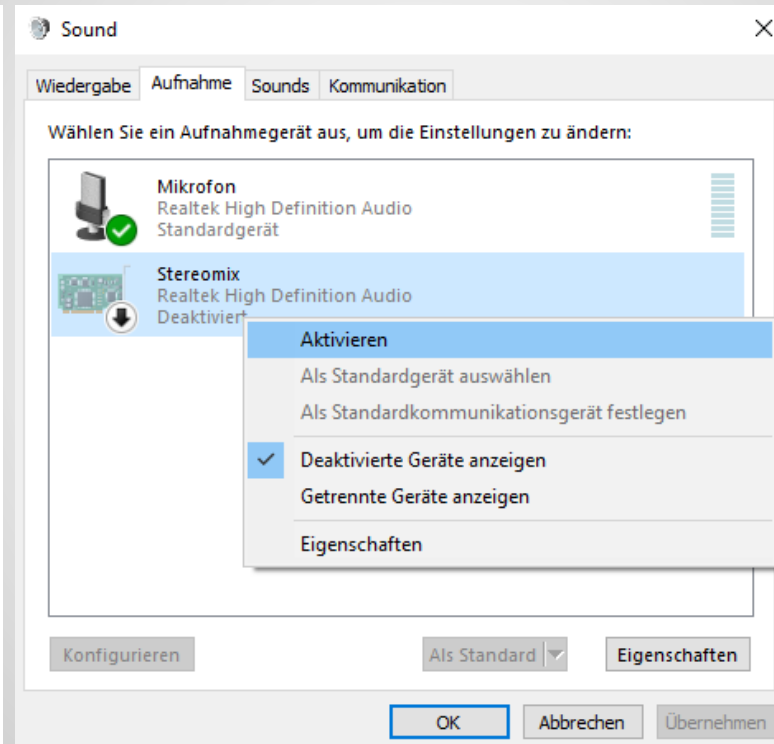 Sound
Wiedergabe Aufnahme Sounds Kommunikation
Wählen Sie ein Aufnahmegerät aus, um die Einstellungen zu ändern:
Mikrofon
Realtek High Definition Audio
Standardgerät
Stereomix
Realtek High Definition Audio
Deaktiviert
Aktivieren
Als Standardgerät auswählen
Als Standardkommunikationsgerät festlegen
Deaktivierte Geräte anzeigen
Getrennte Geräte anzeigen
Eigenschaften
Konfigurieren Als Standard Eigenschaften
OK Abbrechen Übernehmen